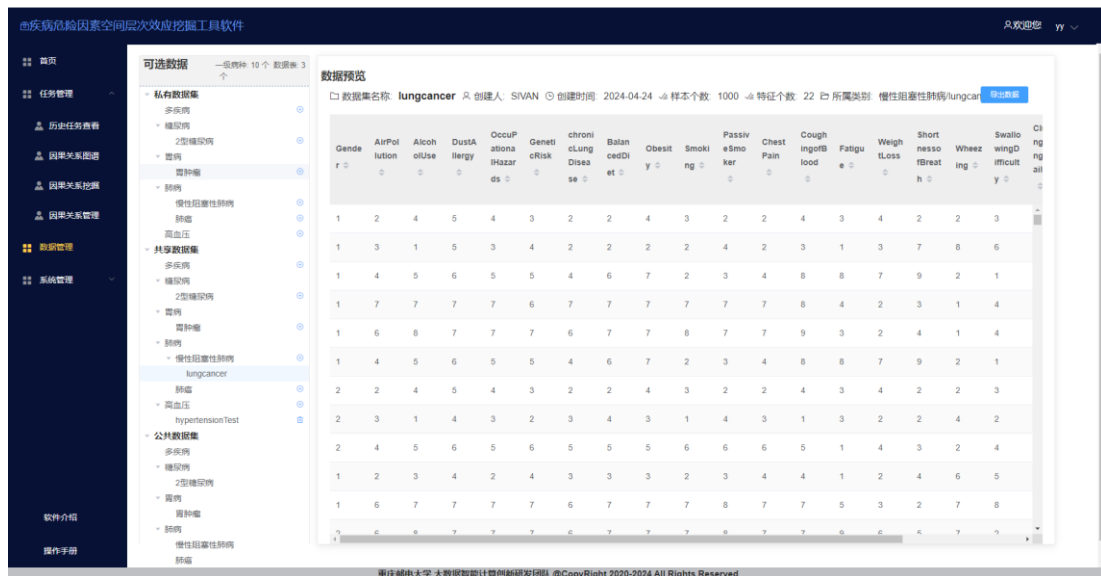 疾病危险因素空间层次效应挖掘工具软件
欢迎您 yy
首页
任务管理
历史任务查看
因果关系图谱
因果关系挖掘
因果关系管理
数据管理
系统管理
软件介绍
操作手册
可选数据 一级病种: 10 个 数据表: 3 个
私有数据集
多疾病
糖尿病
2型糖尿病
胃病
胃肿瘤
肺病
慢性阻塞性肺病
肺癌
高血压
共享数据集
多疾病
糖尿病
2型糖尿病
胃病
胃肿瘤
肺病
慢性阻塞性肺病
lungcancer
肺癌
高血压
hypertensionTest
公共数据集
多疾病
糖尿病
2型糖尿病
胃病
胃肿瘤
肺病
慢性阻塞性肺病
肺癌
数据预览
数据集名称: lungcancer 创建人: SIVAN 创建时间: 2024-04-24 样本个数: 1000 特征个数: 22 所属类别: 慢性阻塞性肺病/lungcan 导出数据
Gender AirPollution AlcoholUse DustAllergy OccuPationalHazards GeneticRisk chronicLungDisease BalancedDiet Obesity Smoking PassiveSmoker ChestPain CoughingofBlood Fatigue WeightLoss ShortnessofBreath Wheezing SwallowingDifficulty
1 2 4 5 4 3 2 2 4 3 2 2 4 3 4 2 2 3
1 3 1 5 3 4 2 2 2 2 4 2 3 1 3 7 8 6
1 4 5 6 5 5 4 6 7 2 3 4 8 8 7 9 2 1
1 7 7 7 7 6 7 7 7 7 7 7 8 4 2 3 1 4
1 6 8 7 7 7 6 7 7 8 7 7 9 3 2 4 1 4
1 4 5 6 5 5 4 6 7 2 3 4 8 8 7 9 2 1
2 2 4 5 4 3 2 2 4 3 2 2 4 3 4 2 2 3
2 3 1 4 3 2 3 4 3 1 4 3 1 3 2 2 4 2
2 4 5 6 5 6 5 5 5 6 6 6 5 1 4 3 2 4
1 2 3 4 2 4 3 3 3 2 3 4 4 1 2 4 6 5
1 6 7 7 7 7 6 7 7 7 8 7 7 5 3 2 7 8
重庆邮电大学 大数据智能计算创新研发团队 @CopyRight 2020-2024 All Rights Reserved